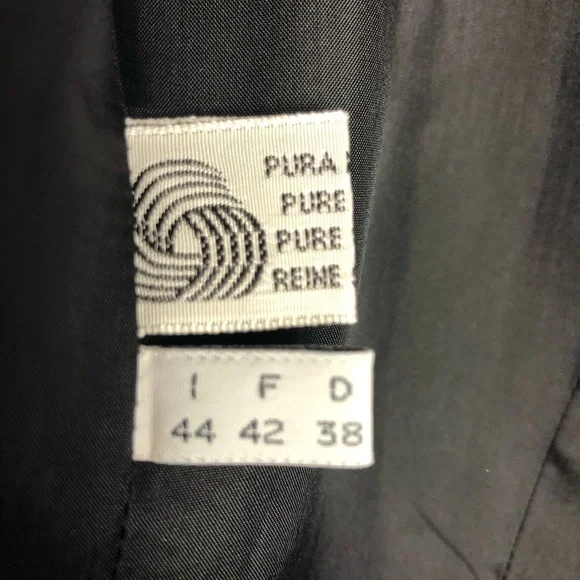 PURA
PURE
PURE
REINE
I F D
44 42 38